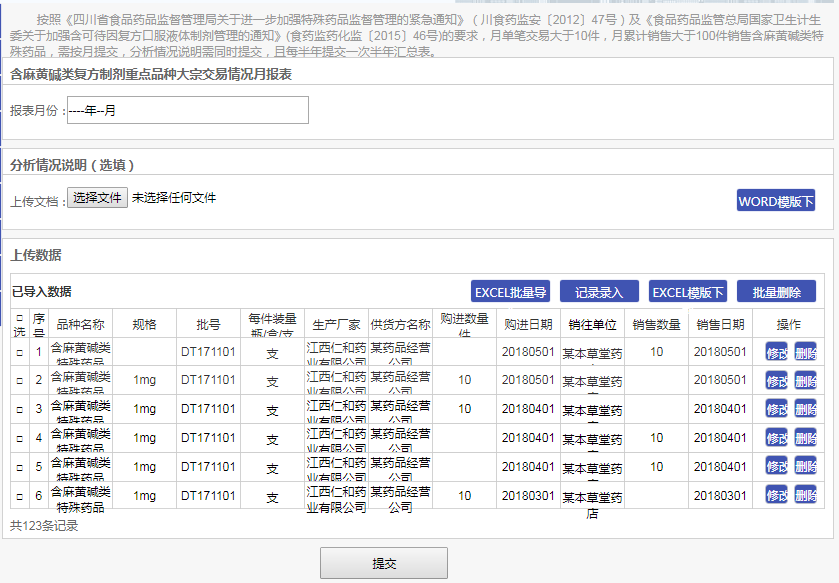 按照《四川省食品药品监督管理局关于进一步加强特殊药品监督管理的紧急通知》（川食药监安〔2012〕47号）及《食品药品监管总局国家卫生计生
委关于加强含可待因复方口服液体制剂管理的通知》(食药监药化监〔2015〕46号)的要求，月单笔交易大于10件，月累计销售大于100件销售含麻黄碱类特
殊药品，需按月提交，分析情况说明需同时提交，且每半年提交一次半年汇总表。
含麻黄碱类复方制剂重点品种大宗交易情况月报表
报表月份：----年--月
分析情况说明（选填）
上传文档：选择文件 未选择任何文件 WORD模版下
上传数据
已导入数据 EXCEL批量导 记录录入 EXCEL模版下 批量删除
□选 序号 品种名称 规格 批号 每件装量瓶/盒/支 生产厂家 供货方名称 购进数量件 购进日期 销往单位 销售数量 销售日期 操作
□ 1 含麻黄碱类特殊药品 DT171101 支 江西仁和药业有限公司 某药品经营公司 20180501 某本草堂药 10 20180501 修改 删除
□ 2 含麻黄碱类特殊药品 1mg DT171101 支 江西仁和药业有限公司 某药品经营公司 10 20180501 某本草堂药 20180501 修改 删除
□ 3 含麻黄碱类特殊药品 1mg DT171101 支 江西仁和药业有限公司 某药品经营公司 10 20180401 某本草堂药 20180401 修改 删除
□ 4 含麻黄碱类特殊药品 1mg DT171101 支 江西仁和药业有限公司 某药品经营公司 20180401 某本草堂药 10 20180401 修改 删除
□ 5 含麻黄碱类特殊药品 1mg DT171101 支 江西仁和药业有限公司 某药品经营公司 20180401 某本草堂药 10 20180401 修改 删除
□ 6 含麻黄碱类特殊药品 1mg DT171101 支 江西仁和药业有限公司 某药品经营公司 10 20180301 某本草堂药店 20180301 修改 删除
共123条记录
提交